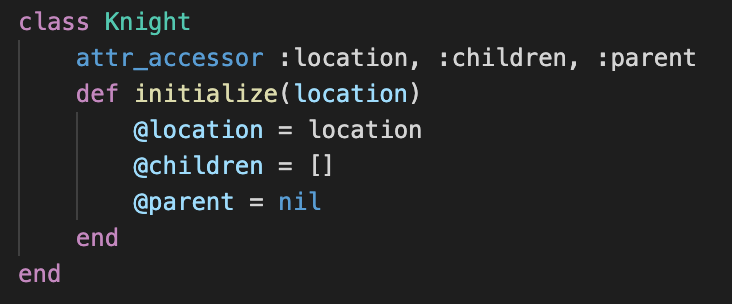 class Knight
    attr_accessor :location, :children, :parent
    def initialize(location)
        @location = location
        @children = []
        @parent = nil
    end
end